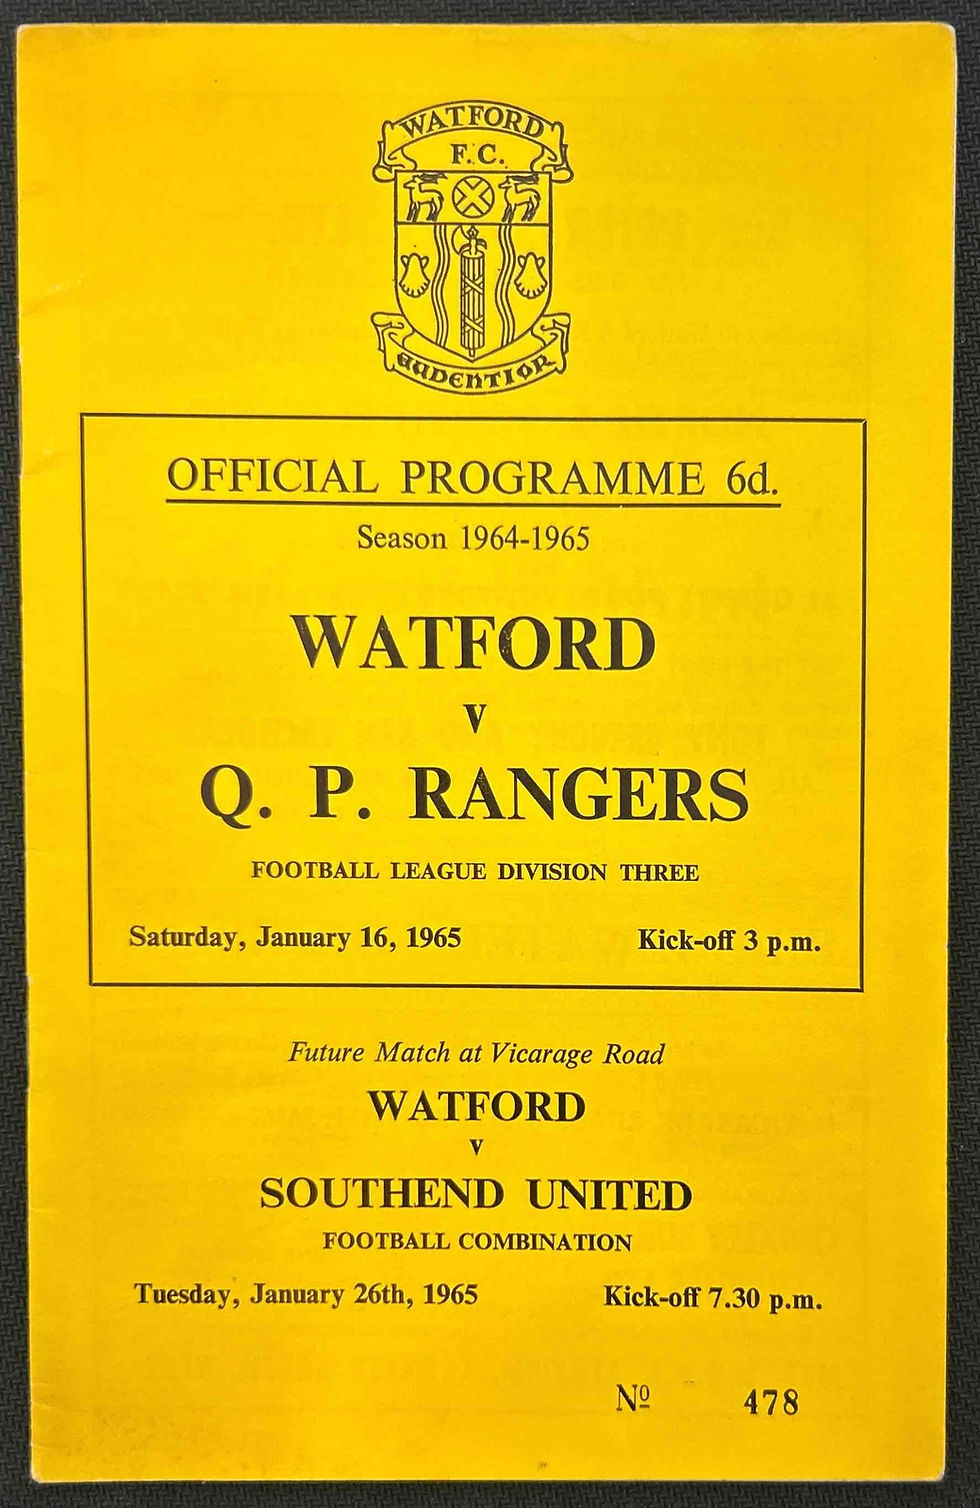 WATFORD
F.C.
AUDENTIOR
OFFICIAL PROGRAMME 6d.
Season 1964-1965
WATFORD
v
Q. P. RANGERS
FOOTBALL LEAGUE DIVISION THREE
Saturday, January 16, 1965 Kick-off 3 p.m.
Future Match at Vicarage Road
WATFORD
v
SOUTHEND UNITED
FOOTBALL COMBINATION
Tuesday, January 26th, 1965 Kick-off 7.30 p.m.
Nº 478